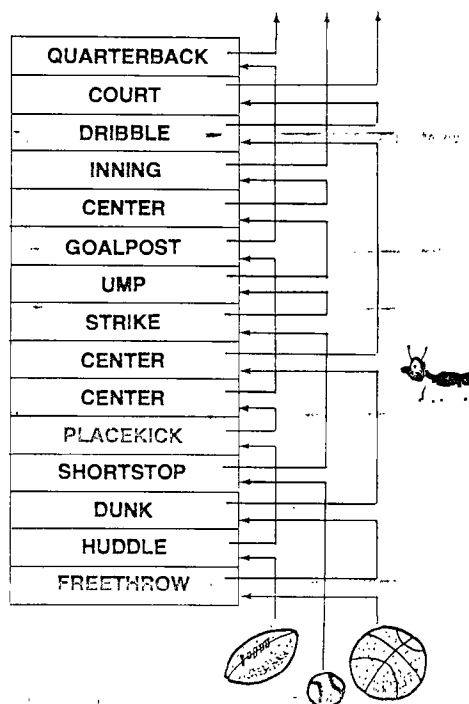 QUARTERBACK
COURT
DRIBBLE
INNING
CENTER
GOALPOST
UMP
STRIKE
CENTER
CENTER
PLACEKICK
SHORTSTOP
DUNK
HUDDLE
FREETHROW